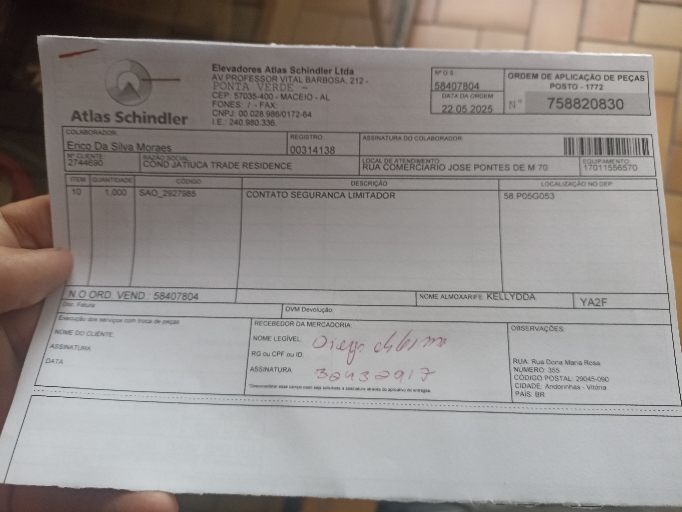 Elevadores Atlas Schindler Ltda
AV PROFESSOR VITAL BARBOSA, 212 -
PONTA VERDE -
CEP: 57035-400 - MACEIO - AL
FONES: / - FAX:
CNPJ: 00.028.986/0172-64
I.E.: 240.980.336.
Atlas Schindler
Nº O.S.
58407804
DATA DA ORDEM
22.05.2025
ORDEM DE APLICAÇÃO DE PEÇAS
POSTO - 1772
N° 758820830
COLABORADOR
Erico Da Silva Moraes
REGISTRO
00314138
ASSINATURA DO COLABORADOR
Nº CLIENTE
2744690
RAZÃO SOCIAL
COND JATIUCA TRADE RESIDENCE
LOCAL DE ATENDIMENTO
RUA COMERCIARIO JOSE PONTES DE M 70
EQUIPAMENTO
17011556570
ITEM QUANTIDADE CÓDIGO DESCRIÇÃO LOCALIZAÇÃO NO DEP
10 1,000 SAO_2927985 CONTATO SEGURANCA LIMITADOR 58.P05G053
N.O ORD. VEND.: 58407804
NOME ALMOXARIFE: KELLYDDA
YA2F
Doc. Fatura
OVM Devolução
Execução dos serviços com troca de peças
NOME DO CLIENTE
ASSINATURA
DATA
RECEBEDOR DA MERCADORIA
NOME LEGÍVEL: Diego
RG ou CPF ou ID:
ASSINATURA 32432917
OBSERVAÇÕES
RUA: Rua Dona Maria Rosa
NÚMERO: 355
CÓDIGO POSTAL: 29045-090
CIDADE: Andorinhas - Vitória
PAÍS: BR